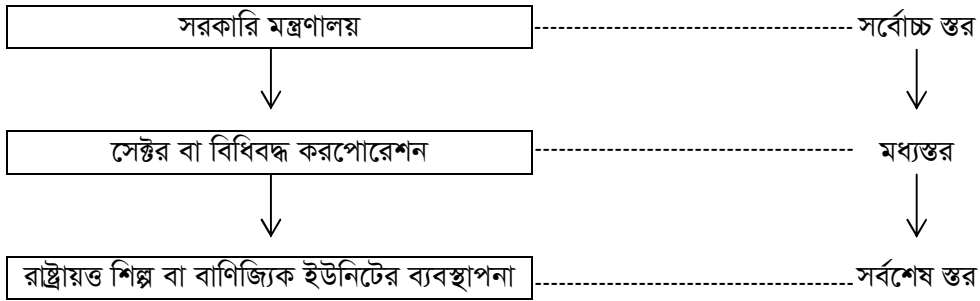 সরকারি মন্ত্রণালয় সর্বোচ্চ স্তর
সেক্টর বা বিধিবদ্ধ করপোরেশন মধ্যস্তর
রাষ্ট্রায়ত্ত শিল্প বা বাণিজ্যিক ইউনিটের ব্যবস্থাপনা সর্বশেষ স্তর